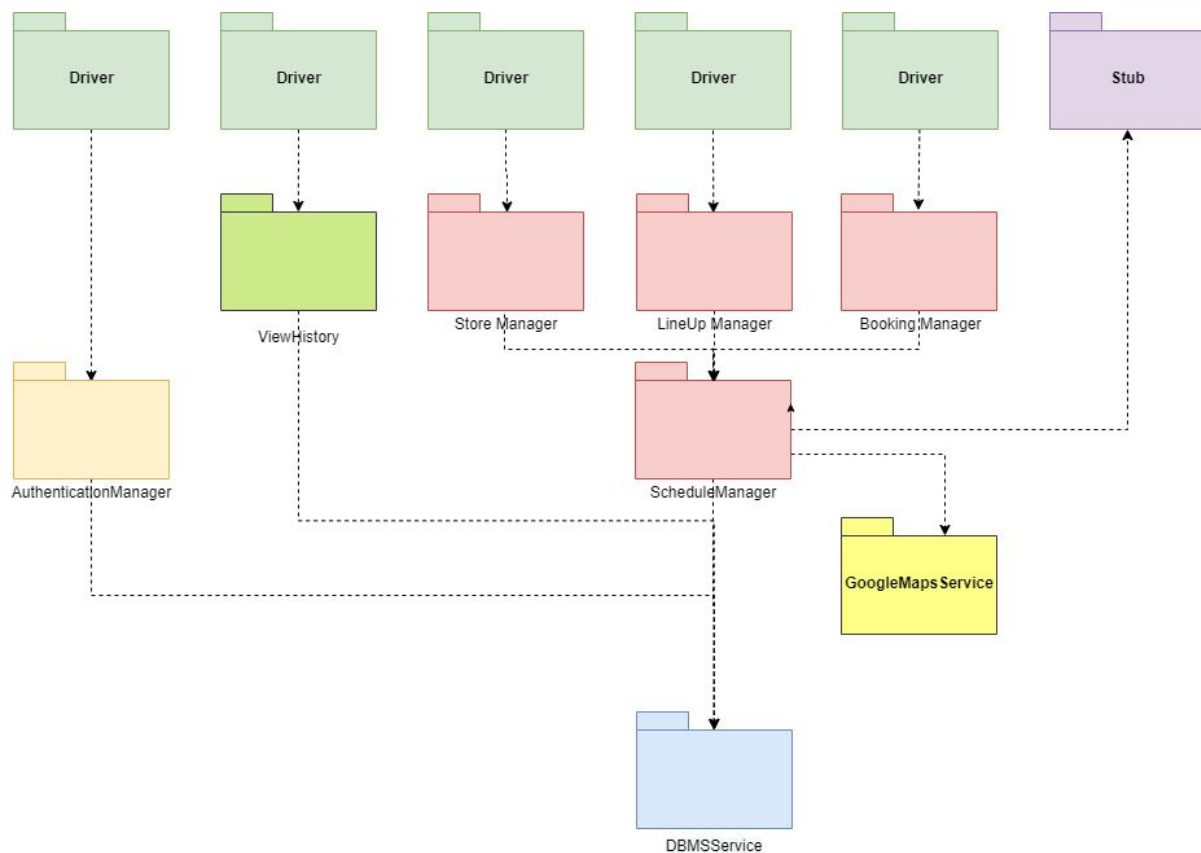 Driver
Driver
Driver
Driver
Driver
Stub
ViewHistory
Store Manager
LineUp Manager
Booking Manager
AuthenticationManager
ScheduleManager
GoogleMapsService
DBMSService